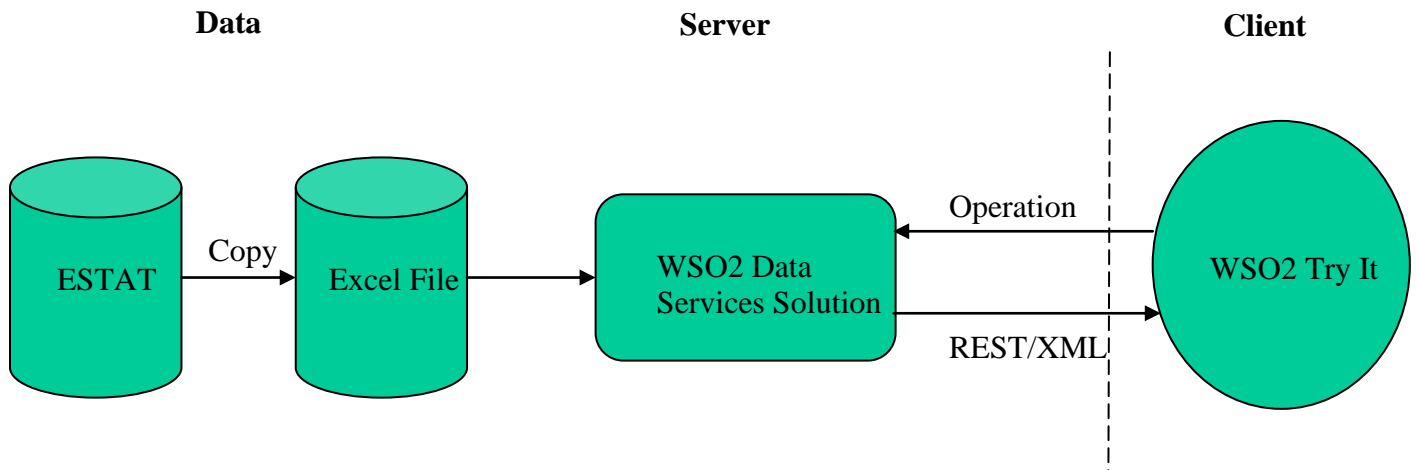 Data
Server
Client
ESTAT
Copy
Excel File
WSO2 Data
Services Solution
Operation
REST/XML
WSO2 Try It